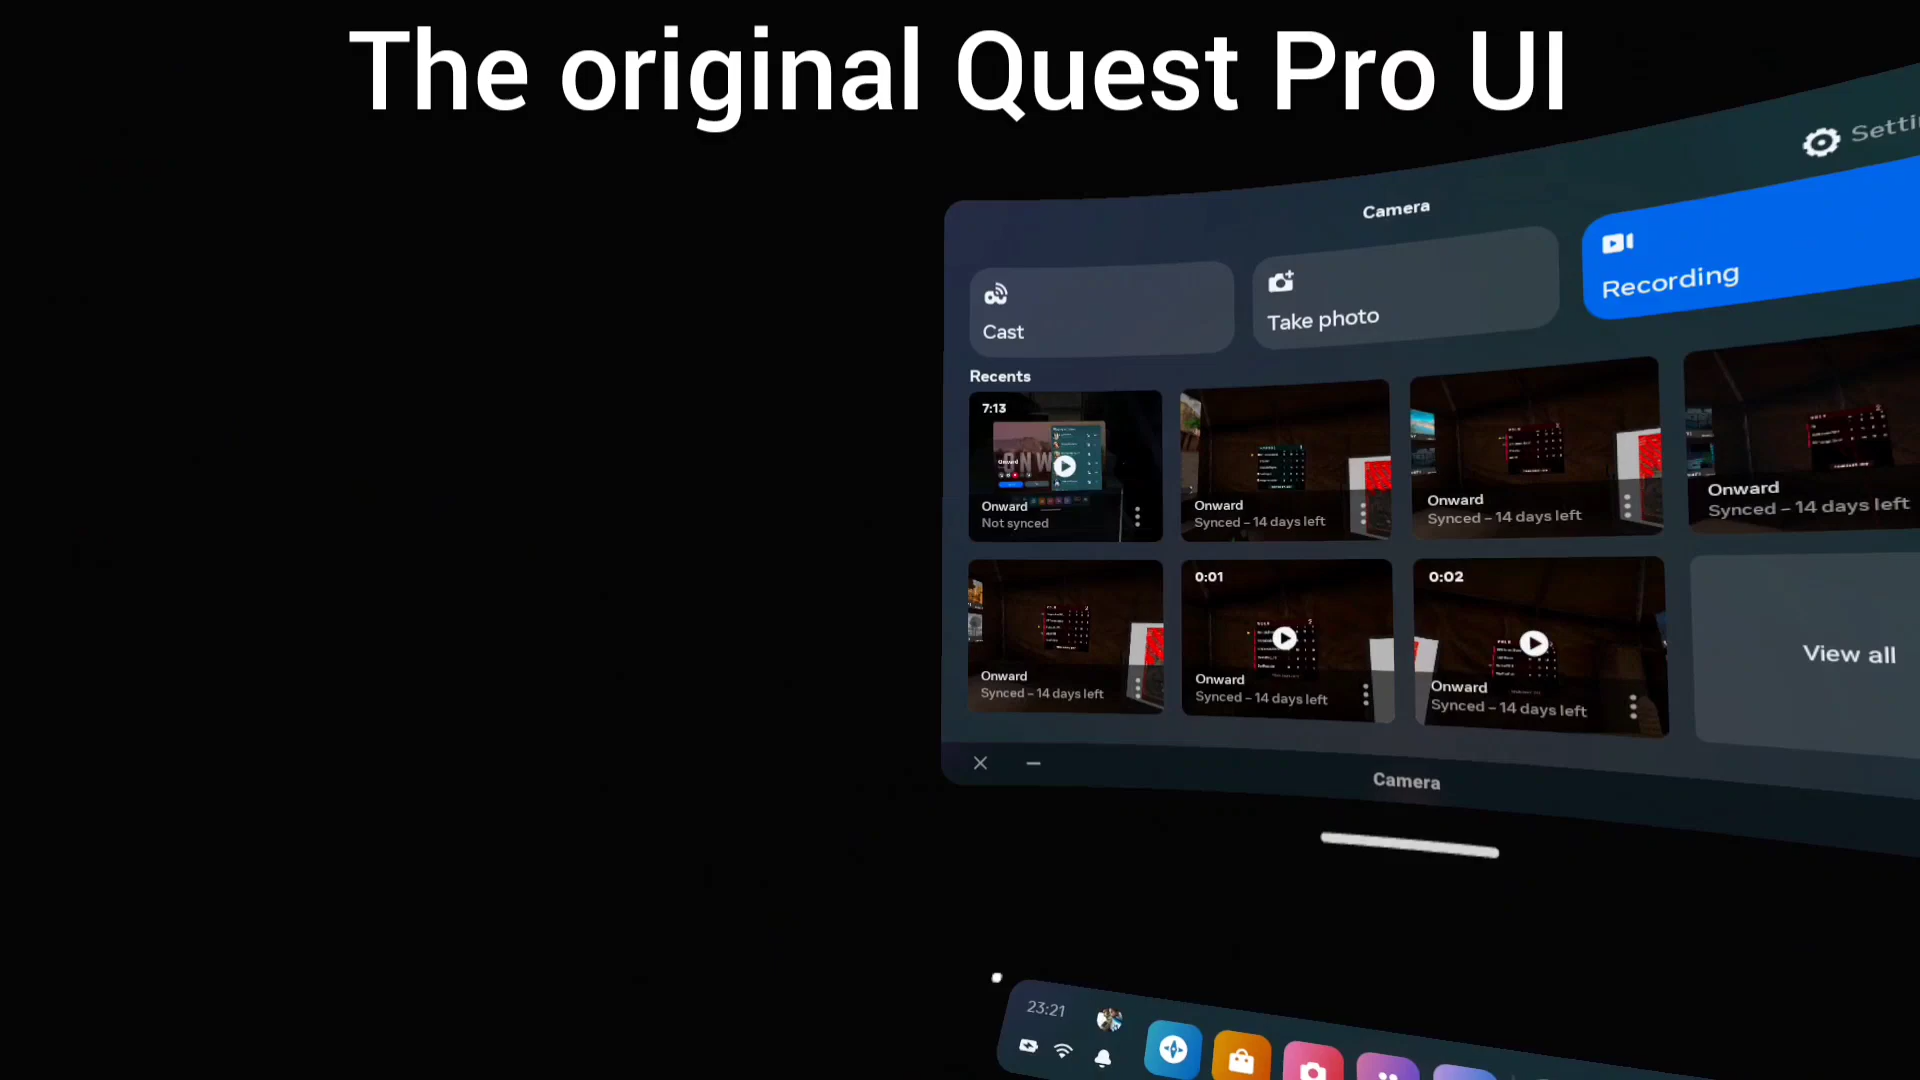 The original Quest Pro UI
Camera
Cast
Take photo
Recording
Recents
7:13
Onward
Not synced
Onward
Synced – 14 days left
Onward
Synced – 14 days left
Onward
Synced – 14 days left
Onward
Synced – 14 days left
0:01
Onward
Synced – 14 days left
0:02
Onward
Synced – 14 days left
View all
Camera
23:21